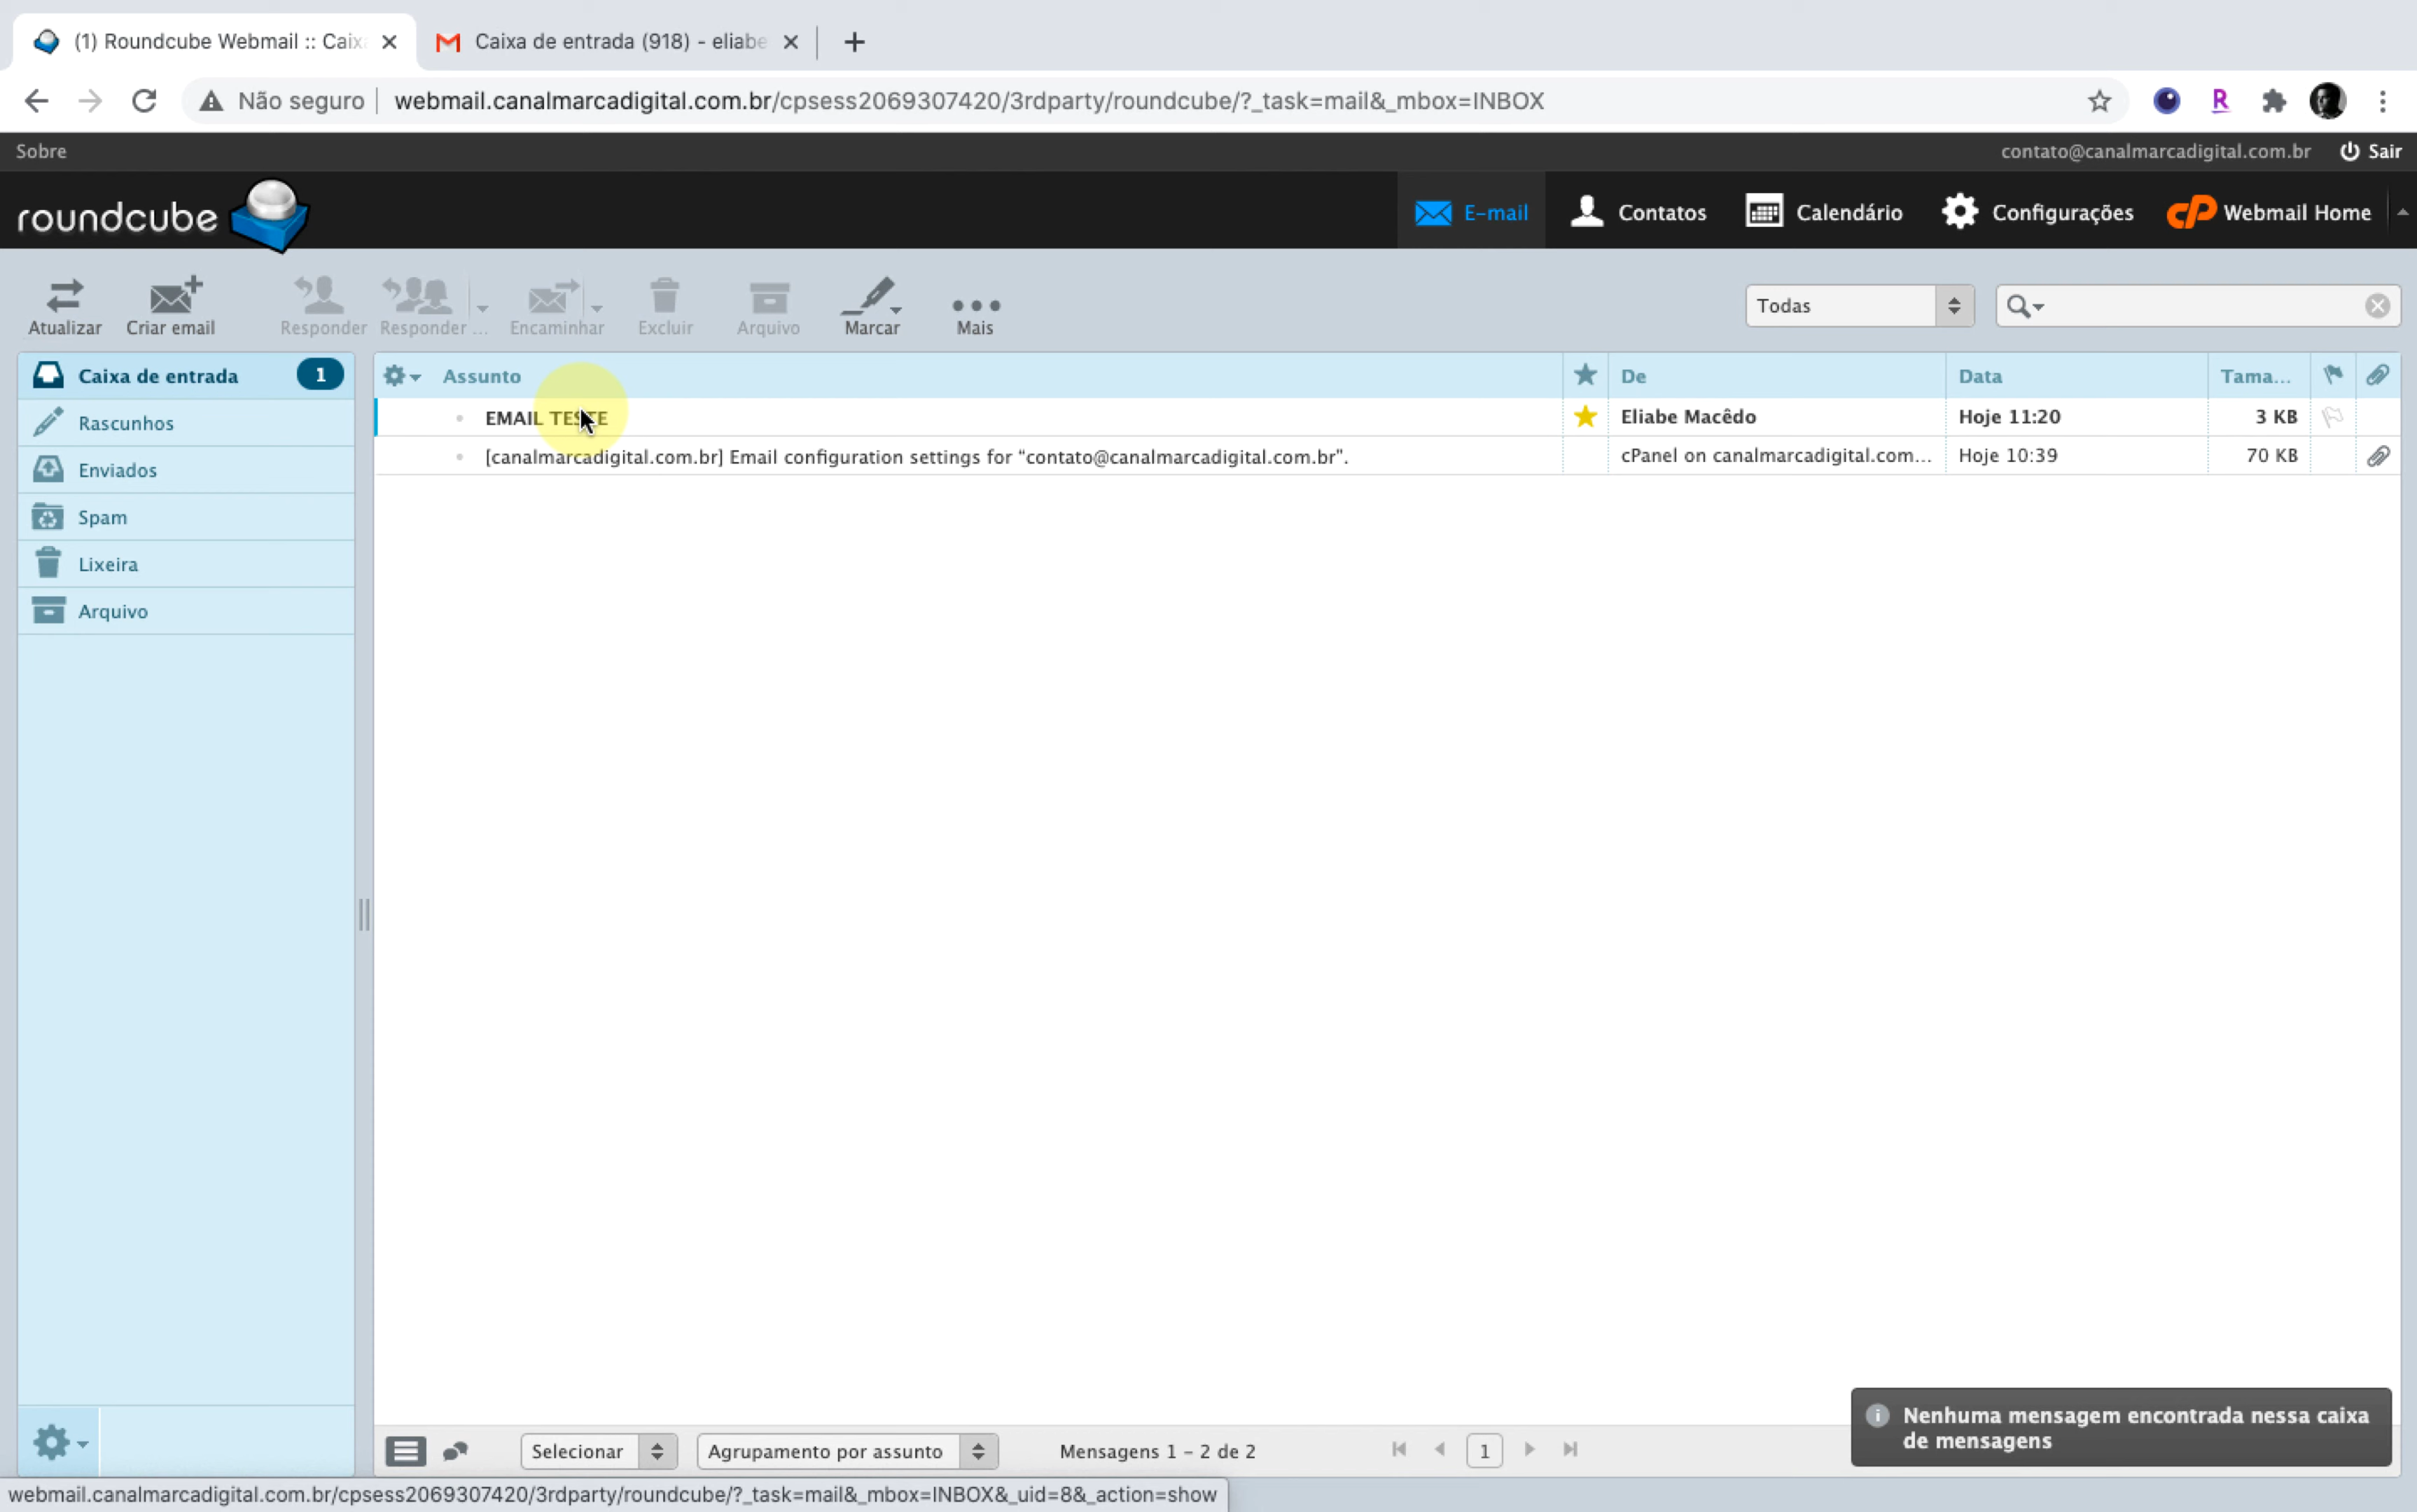 (1) Roundcube Webmail :: Caix
Caixa de entrada (918) - eliabe
Não seguro
webmail.canalmarcadigital.com.br/cpsess2069307420/3rdparty/roundcube/?_task=mail&_mbox=INBOX
R
Sobre
contato@canalmarcadigital.com.br
Sair
roundcube
E-mail
Contatos
Calendário
Configurações
cP Webmail Home
Atualizar
Criar email
Responder
Responder ...
Encaminhar
Excluir
Arquivo
Marcar
Mais
Todas
Caixa de entrada 1
Rascunhos
Enviados
Spam
Lixeira
Arquivo
Assunto De Data Tama...
EMAIL TESTE Eliabe Macêdo Hoje 11:20 3 KB
[canalmarcadigital.com.br] Email configuration settings for “contato@canalmarcadigital.com.br”. cPanel on canalmarcadigital.com... Hoje 10:39 70 KB
Selecionar
Agrupamento por assunto
Mensagens 1 – 2 de 2
1
Nenhuma mensagem encontrada nessa caixa
de mensagens
webmail.canalmarcadigital.com.br/cpsess2069307420/3rdparty/roundcube/?_task=mail&_mbox=INBOX&_uid=8&_action=show